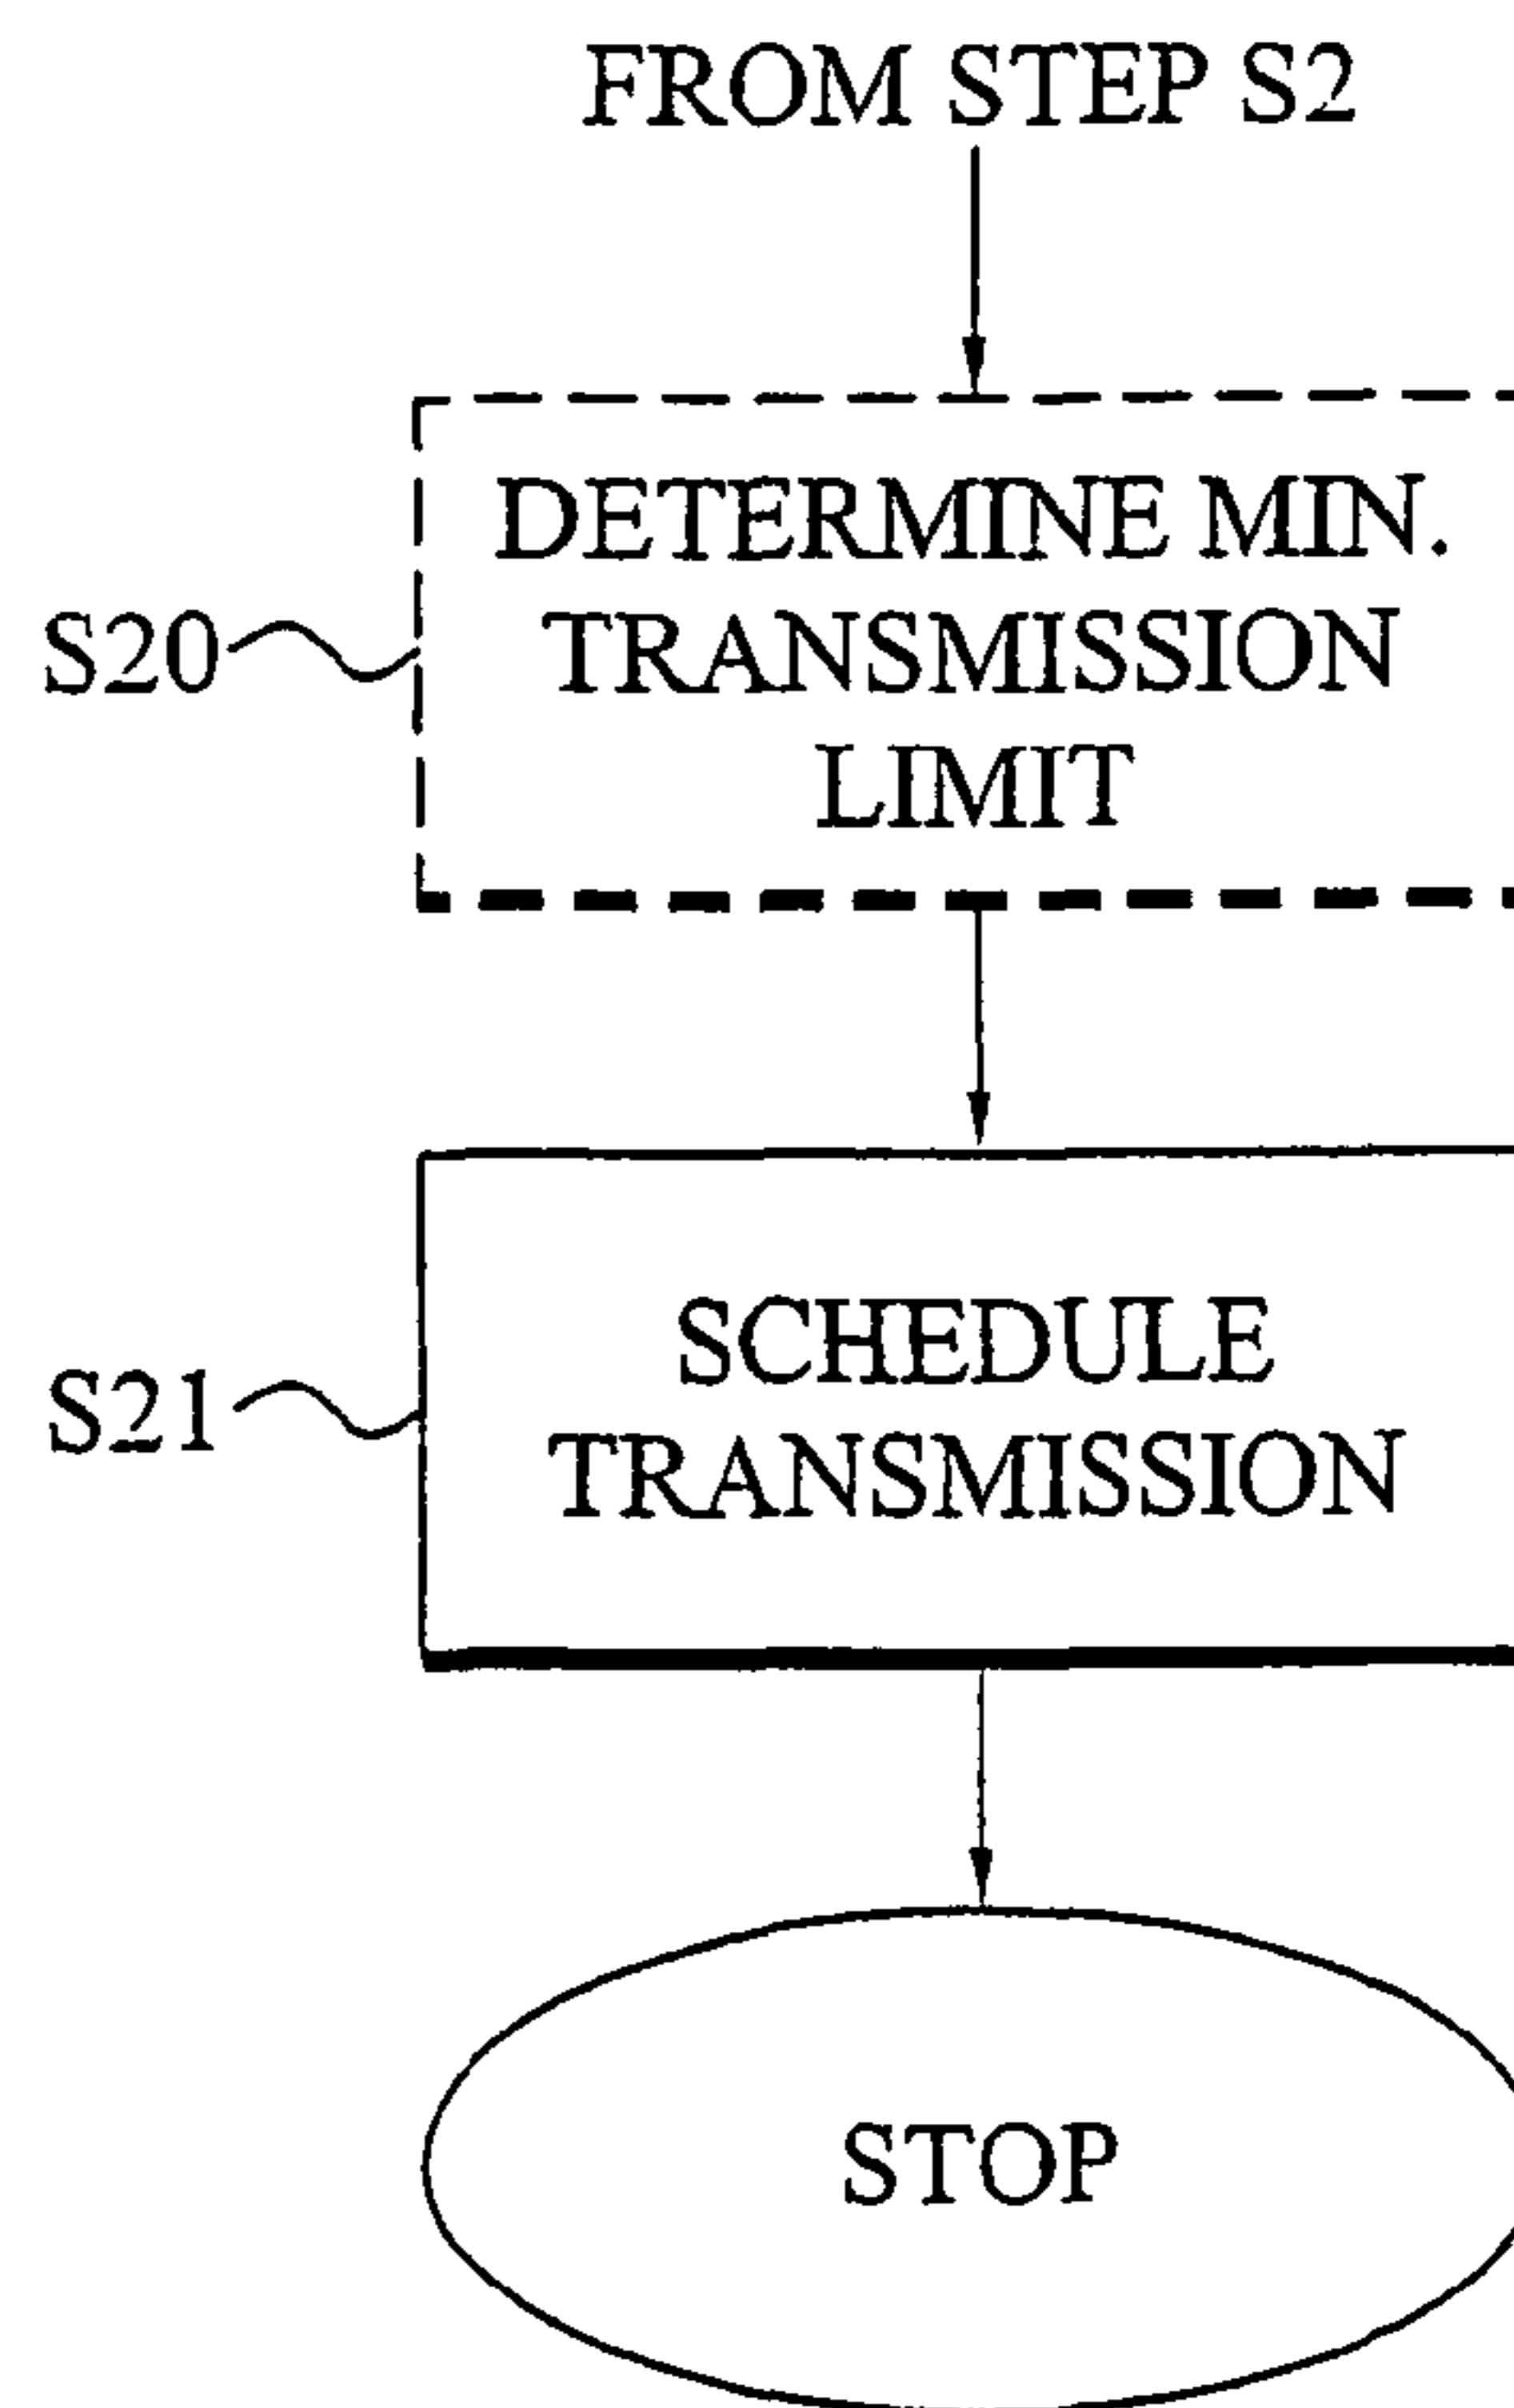 FROM STEP S2
DETERMINE MIN.
TRANSMISSION
LIMIT
S20
SCHEDULE
TRANSMISSION
S21
STOP